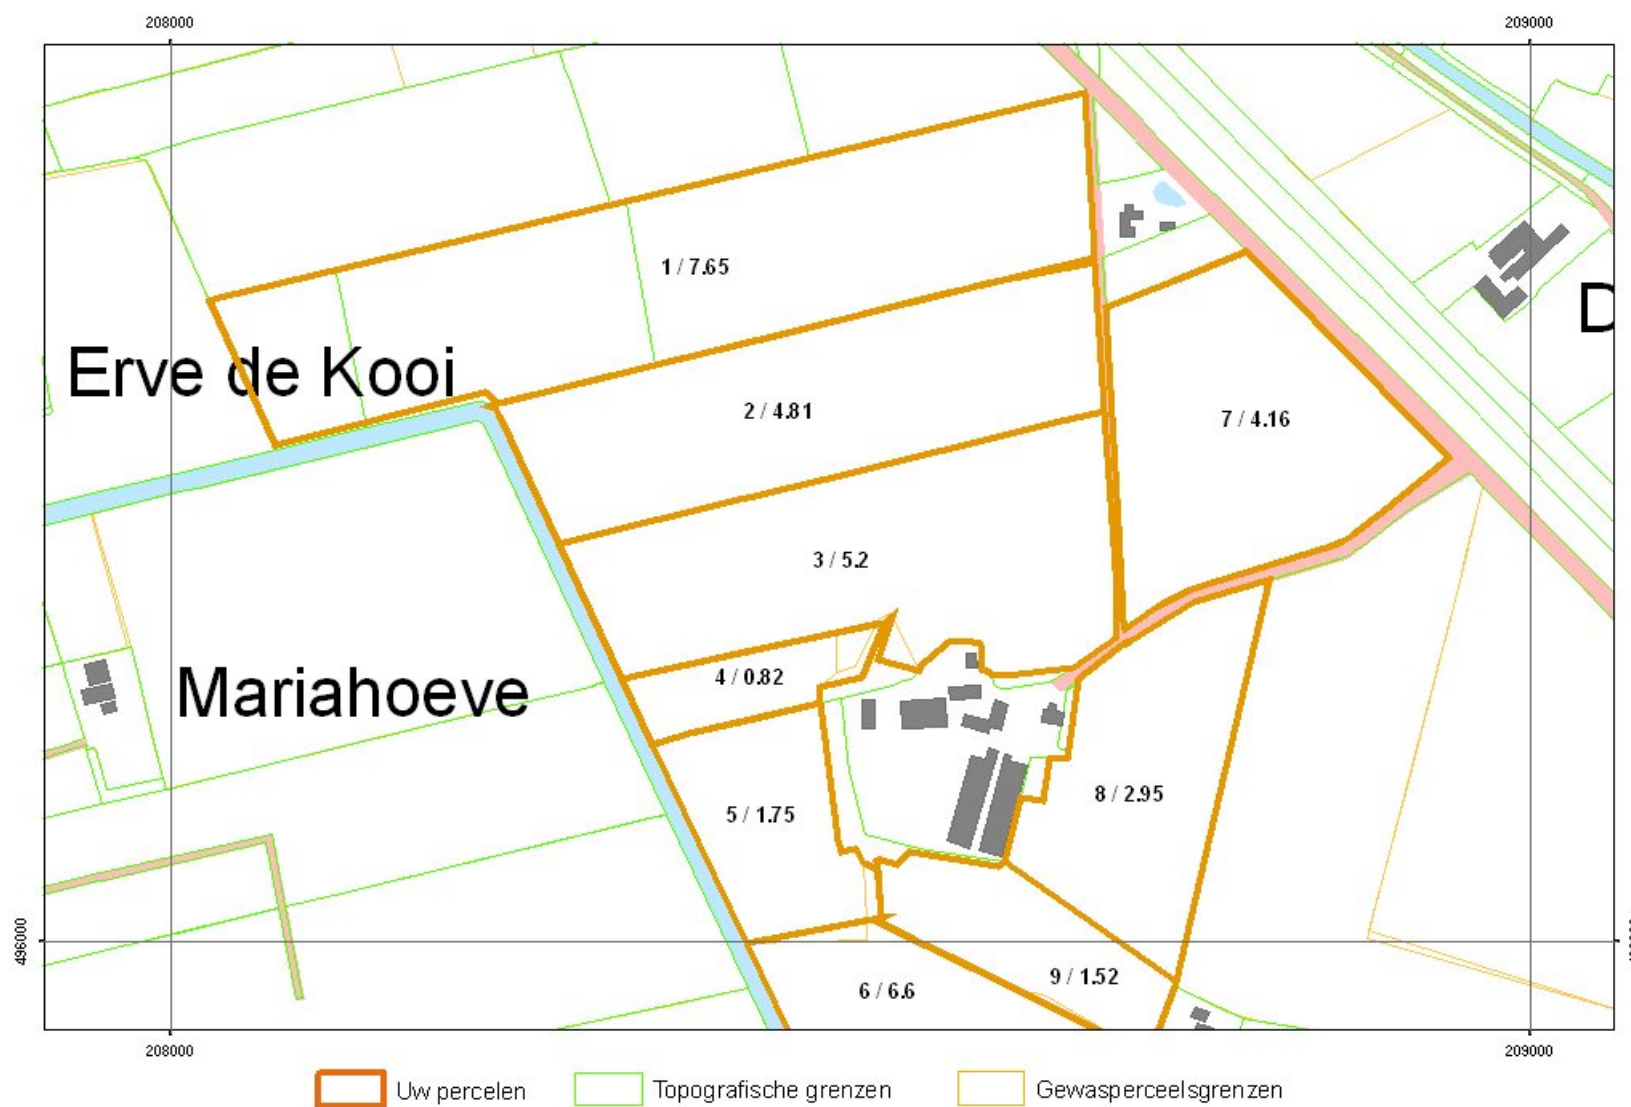 208000
209000
D
1 / 7.65
Erve de Kooi
2 / 4.81
7 / 4.16
3 / 5.2
4 / 0.82
Mariahoeve
5 / 1.75
8 / 2.95
496000
9 / 1.52
6 / 6.6
208000
209000
Uw percelen
Topografische grenzen
Gewasperceelsgrenzen